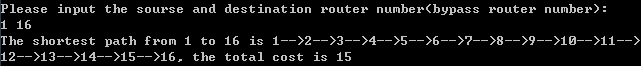 Please input the sourse and destination router number(bypass router number):
1 16
The shortest path from 1 to 16 is 1-->2-->3-->4-->5-->6-->7-->8-->9-->10-->11-->
12-->13-->14-->15-->16, the total cost is 15